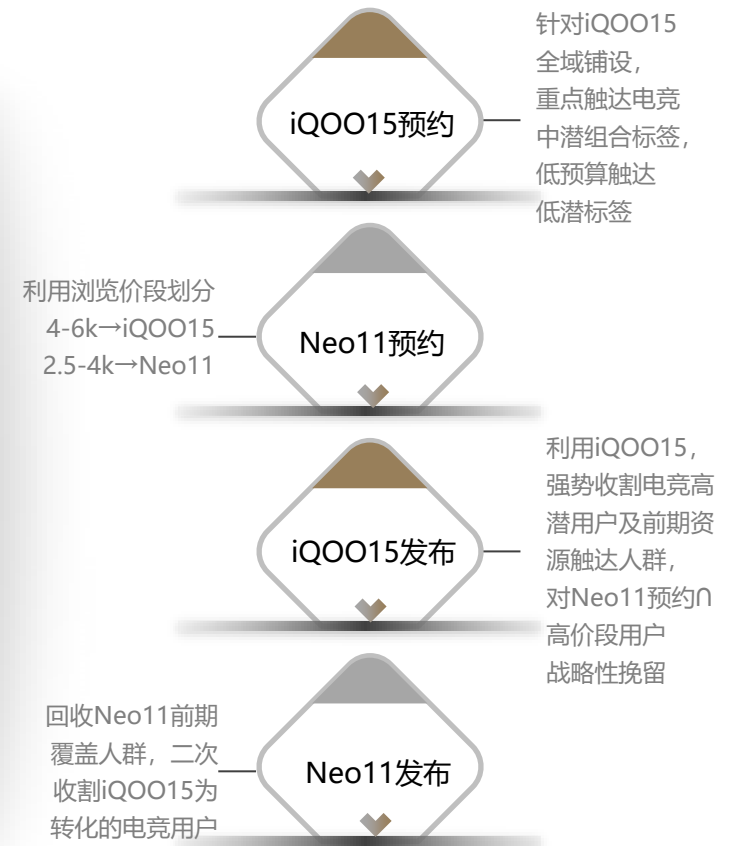 iQOO15预约
针对iQOO15
全域铺设，
重点触达电竞
中潜组合标签，
低预算触达
低潜标签
Neo11预约
利用浏览价段划分
4-6k→iQOO15
2.5-4k→Neo11
iQOO15发布
利用iQOO15，
强势收割电竞高
潜用户及前期资
源触达人群，
对Neo11预约∩
高价段用户
战略性挽留
Neo11发布
回收Neo11前期
覆盖人群，二次
收割iQOO15为
转化的电竞用户